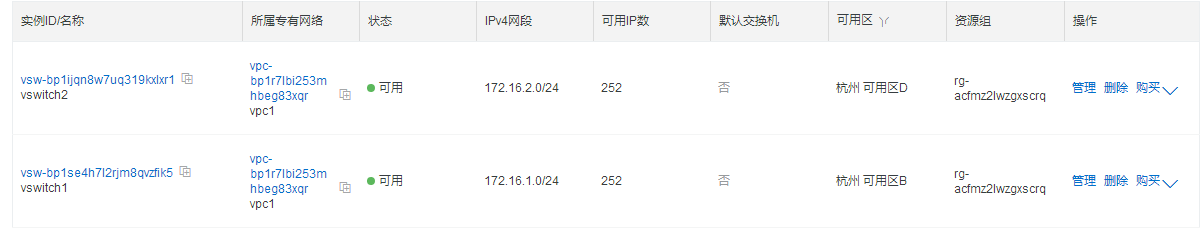 实例ID/名称 所属专有网络 状态 IPv4网段 可用IP数 默认交换机 可用区 资源组 操作
vsw-bp1ijqn8w7uq319kxlxr1
vswitch2
vpc-
bp1r7lbi253m
hbeg83xqr
vpc1
可用
172.16.2.0/24
252
否
杭州 可用区D
rg-
acfmz2lwzgxscrq
管理 删除 购买
vsw-bp1se4h7l2rjm8qvzfik5
vswitch1
vpc-
bp1r7lbi253m
hbeg83xqr
vpc1
可用
172.16.1.0/24
252
否
杭州 可用区B
rg-
acfmz2lwzgxscrq
管理 删除 购买